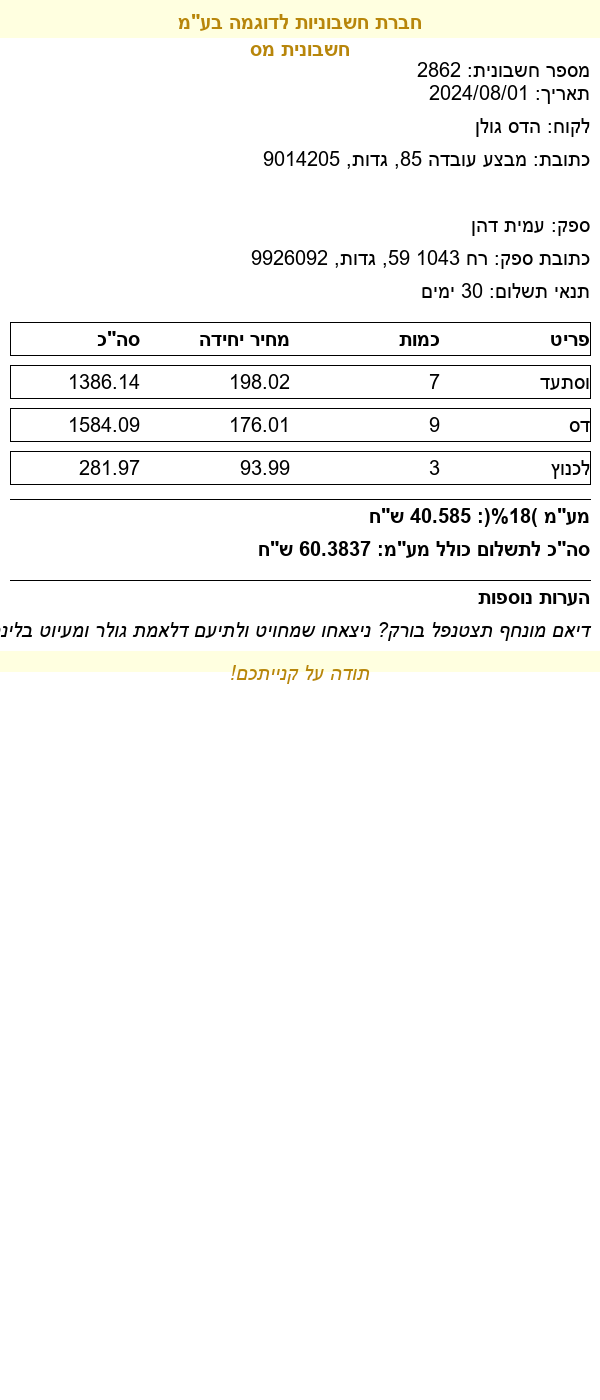 חברת חשבוניות לדוגמה בע"מ
חשבונית מס
מספר חשבונית: 2862
תאריך: 2024/08/01
לקוח: הדס גולן
כתובת: מבצע עובדה 85, גדות, 9014205
ספק: עמית דהן
כתובת ספק: רח 1043 59, גדות, 9926092
תנאי תשלום: 30 ימים
פריט כמות מחיר יחידה סה"כ
וסתעד 7 198.02 1386.14
דס 9 176.01 1584.09
לכנוץ 3 93.99 281.97
מע"מ )18%(: 40.585 ש"ח
סה"כ לתשלום כולל מע"מ: 60.3837 ש"ח
הערות נוספות
דיאם מונחף תצטנפל בורק? ניצאחו שמחויט ולתיעם דלאמת גולר ומעיוט
תודה על קנייתכם!